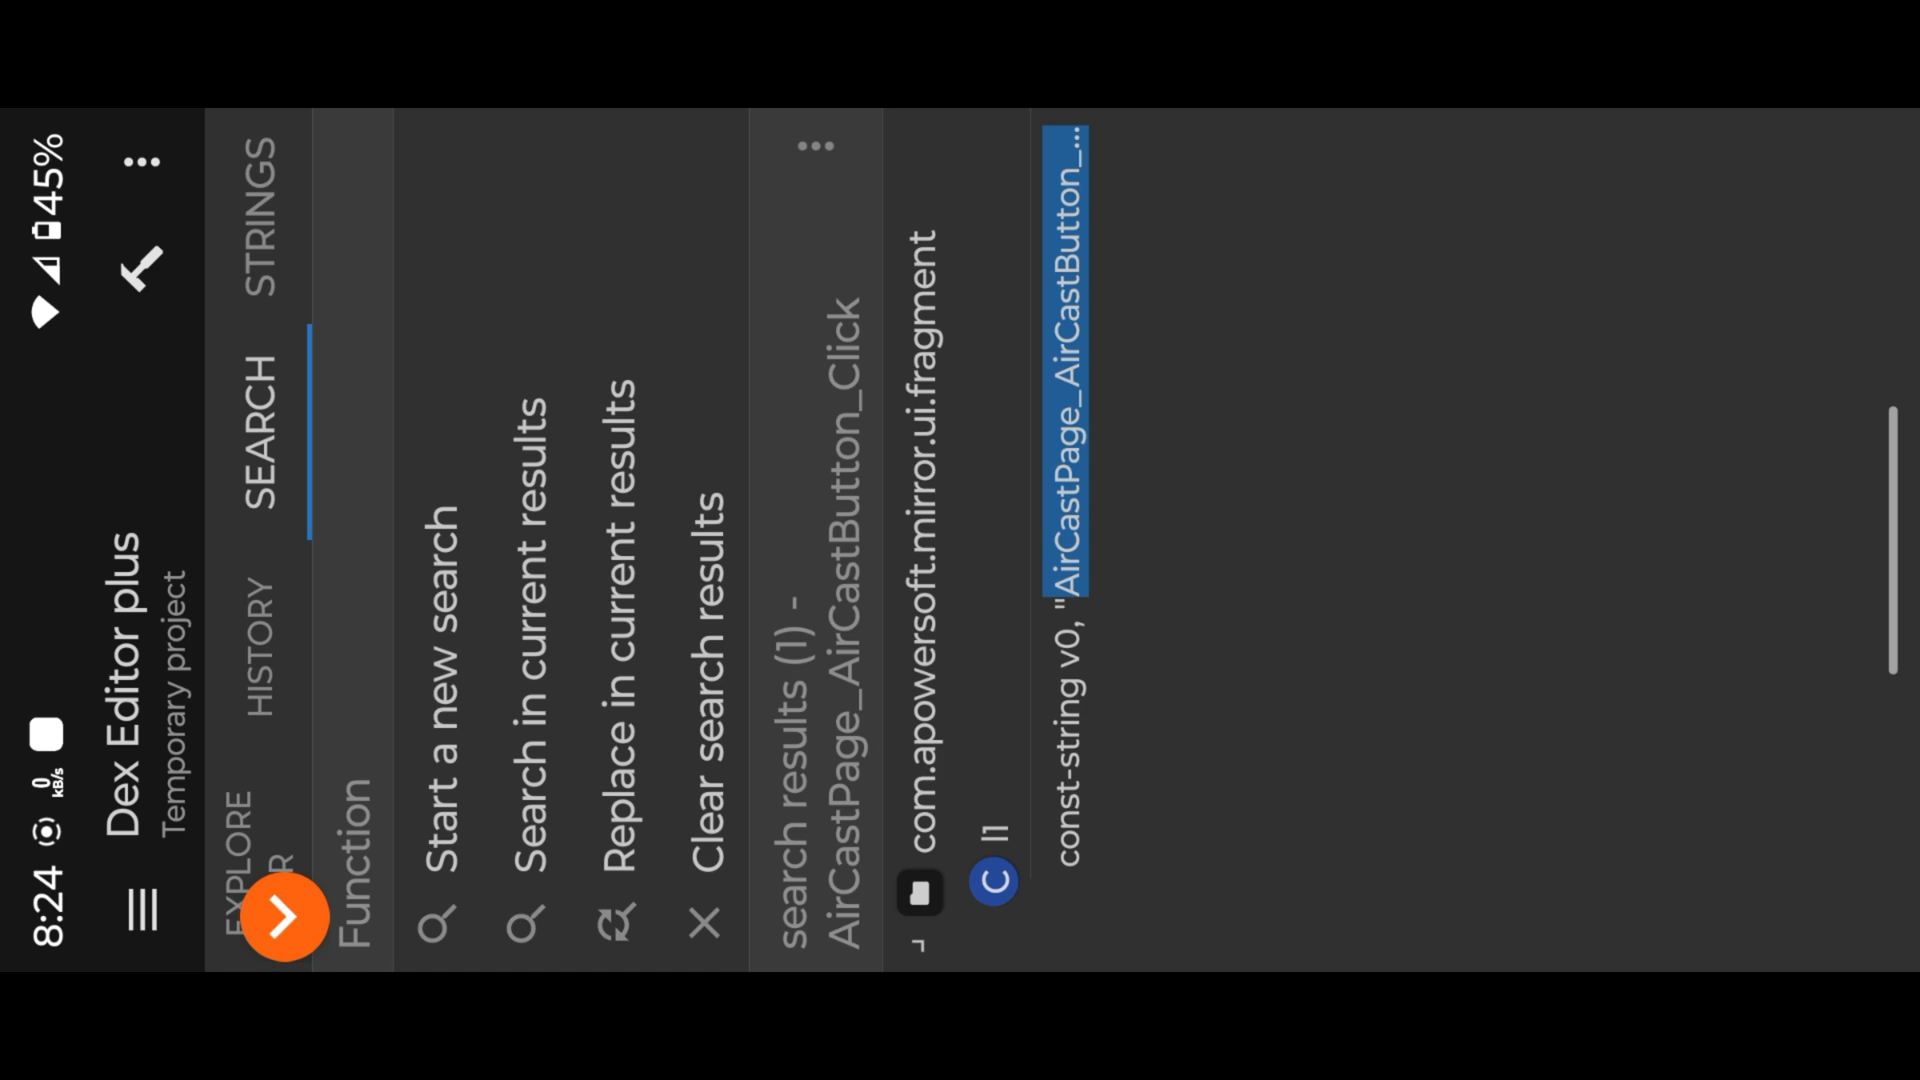 8:24 0 kB/s 45%
Dex Editor plus
Temporary project
EXPLORE R HISTORY SEARCH STRINGS
Function
Start a new search
Search in current results
Replace in current results
Clear search results
search results (1) -
AirCastPage_AirCastButton_Click
com.apowersoft.mirror.ui.fragment
C
const-string v0, "AirCastPage_AirCastButton_...